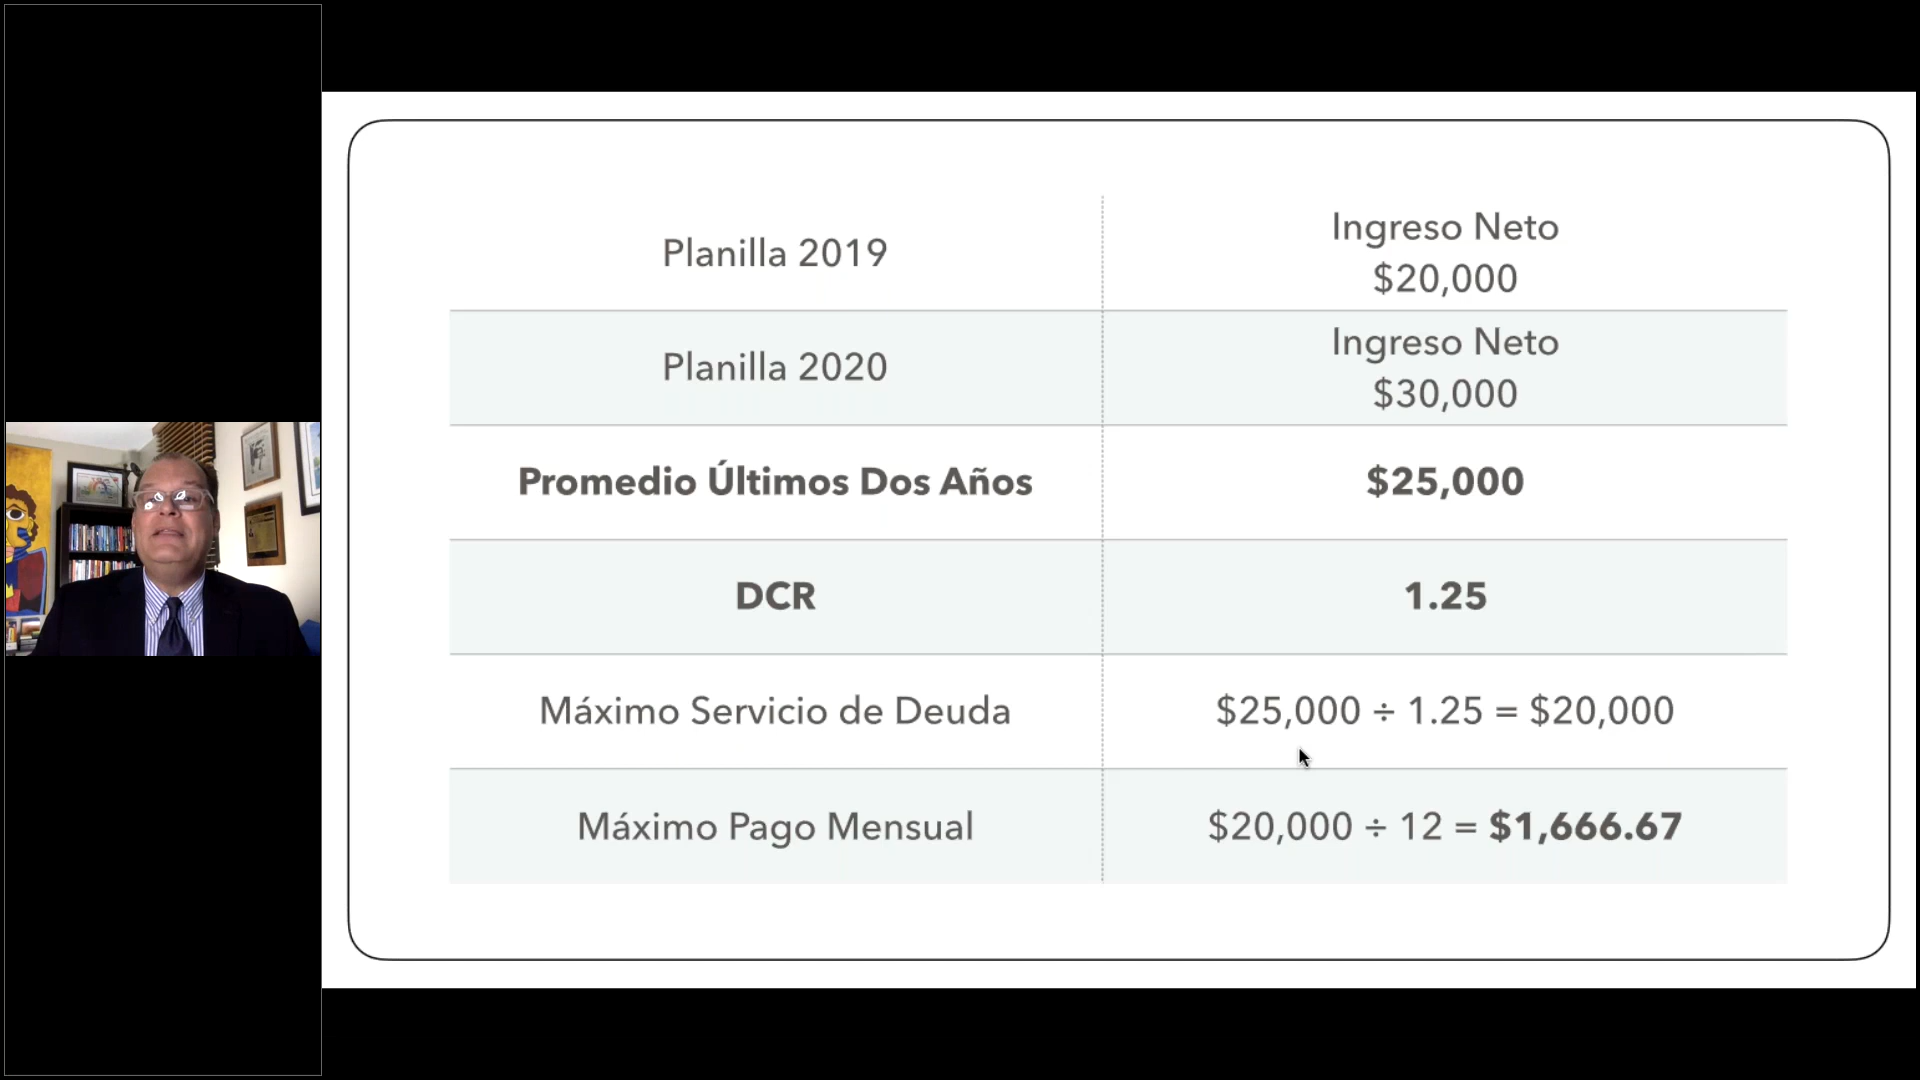 Planilla 2019
Ingreso Neto
$20,000
Planilla 2020
Ingreso Neto
$30,000
Promedio Últimos Dos Años
$25,000
DCR
1.25
Máximo Servicio de Deuda
$25,000 ÷ 1.25 = $20,000
Máximo Pago Mensual
$20,000 ÷ 12 = $1,666.67